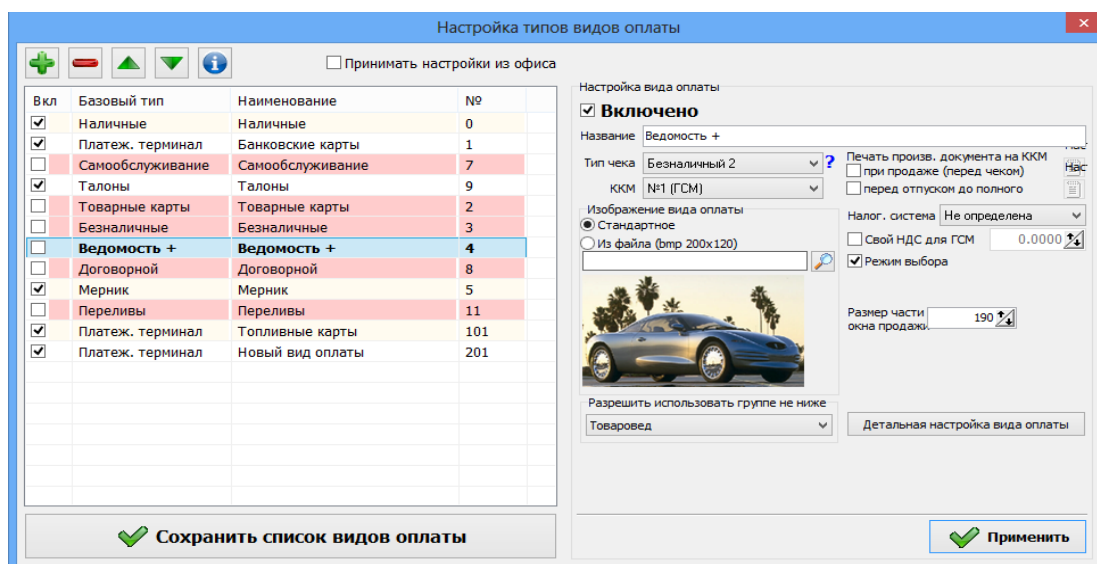 Настройка типов видов оплаты
Принимать настройки из офиса
Вкл Базовый тип Наименование №
Наличные Наличные 0
Платеж. терминал Банковские карты 1
Самообслуживание Самообслуживание 7
Талоны Талоны 9
Товарные карты Товарные карты 2
Безналичные Безналичные 3
Ведомость + Ведомость + 4
Договорной Договорной 8
Мерник Мерник 5
Переливы Переливы 11
Платеж. терминал Топливные карты 101
Платеж. терминал Новый вид оплаты 201
Сохранить список видов оплаты
Настройка вида оплаты
Включено
Название Ведомость +
Тип чека Безналичный 2 ?
ККМ №1 (ГСМ)
Печать произв. документа на ККМ
при продаже (перед чеком) Нас
перед отпуском до полного
Изображение вида оплаты
Стандартное
Из файла (bmp 200x120)
Налог. система Не определена
Свой НДС для ГСМ 0.0000
Режим выбора
Размер части 190
окна продажи
Разрешить использовать группе не ниже
Товаровед
Детальная настройка вида оплаты
Применить